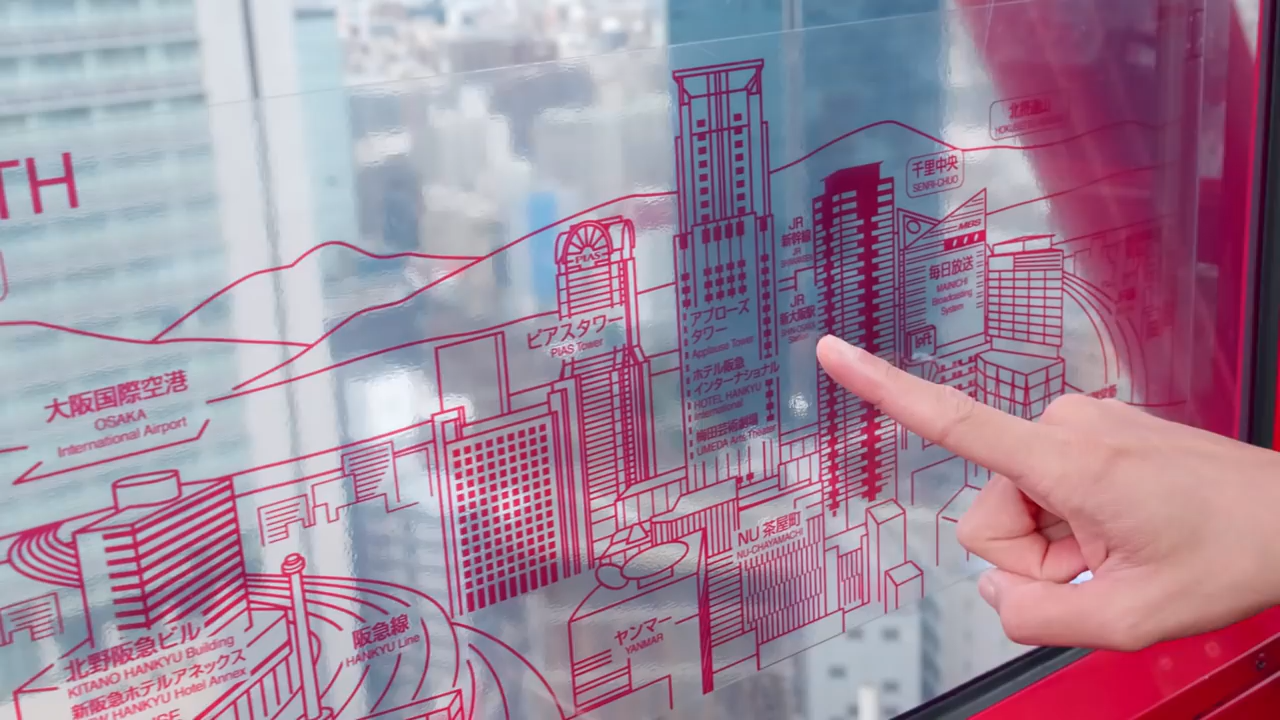 TH
大阪国際空港
OSAKA
International Airport
北野阪急ビル
KITANO HANKYU Building
新阪急ホテルアネックス
HANKYU Hotel Annex
阪急線
HANKYU Line
PIAS
ピアスタワー
PIAS Tower
ヤンマー
YANMAR
アプローズ
タワー
Applause Tower
ホテル阪急
インターナショナル
HOTEL HANKYU
International
梅田芸術劇場
UMEDA Arts Theater
NU 茶屋町
NU-CHAYAMACHI
JR
新幹線
JR
JR
新大阪駅
SHIN-OSAKA
Station
千里中央
SENRI-CHUO
MBS
毎日放送
MAINICHI
Broadcasting
System
Loft